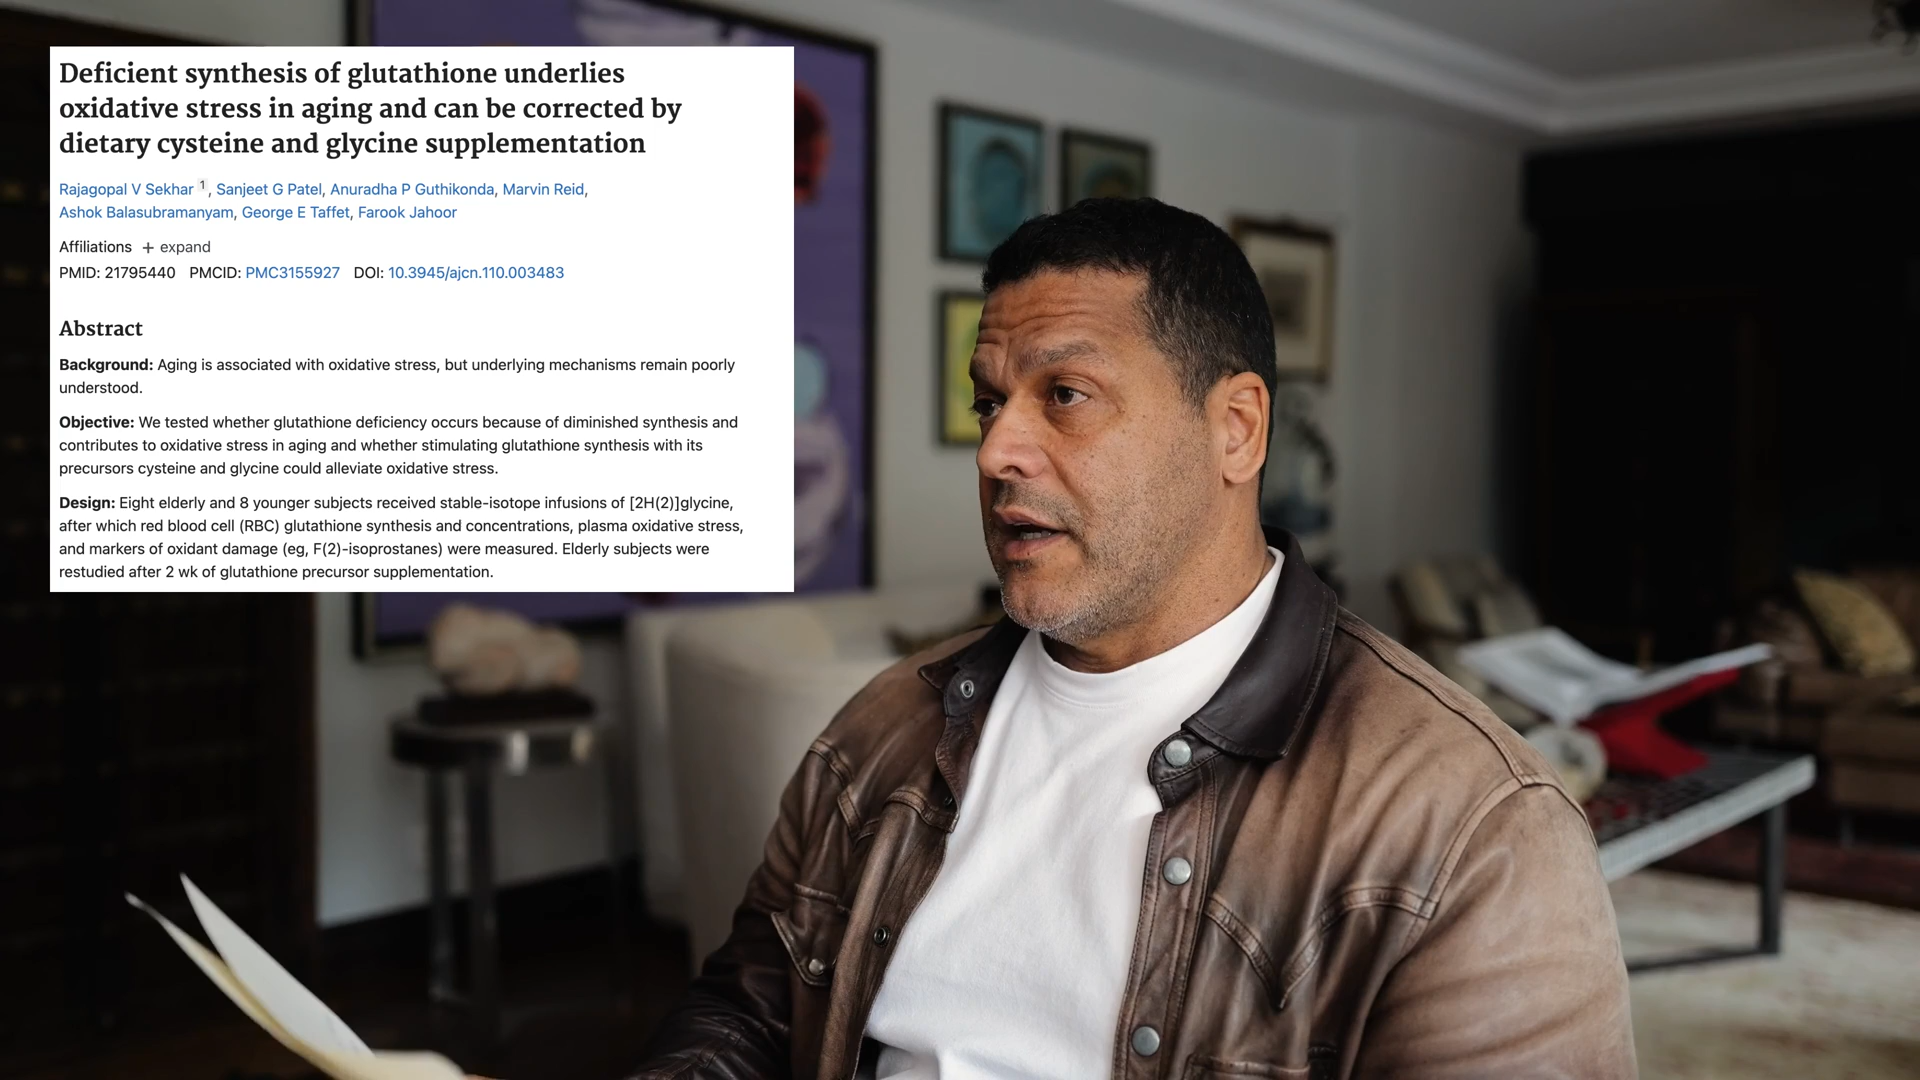 Deficient synthesis of glutathione underlies
oxidative stress in aging and can be corrected by
dietary cysteine and glycine supplementation
Rajagopal V Sekhar 1, Sanjeet G Patel, Anuradha P Guthikonda, Marvin Reid,
Ashok Balasubramanyam, George E Taffet, Farook Jahoor
Affiliations + expand
PMID: 21795440 PMCID: PMC3155927 DOI: 10.3945/ajcn.110.003483
Abstract
Background: Aging is associated with oxidative stress, but underlying mechanisms remain poorly
understood.
Objective: We tested whether glutathione deficiency occurs because of diminished synthesis and
contributes to oxidative stress in aging and whether stimulating glutathione synthesis with its
precursors cysteine and glycine could alleviate oxidative stress.
Design: Eight elderly and 8 younger subjects received stable-isotope infusions of [2H(2)]glycine,
after which red blood cell (RBC) glutathione synthesis and concentrations, plasma oxidative stress,
and markers of oxidant damage (eg, F(2)-isoprostanes) were measured. Elderly subjects were
restudied after 2 wk of glutathione precursor supplementation.